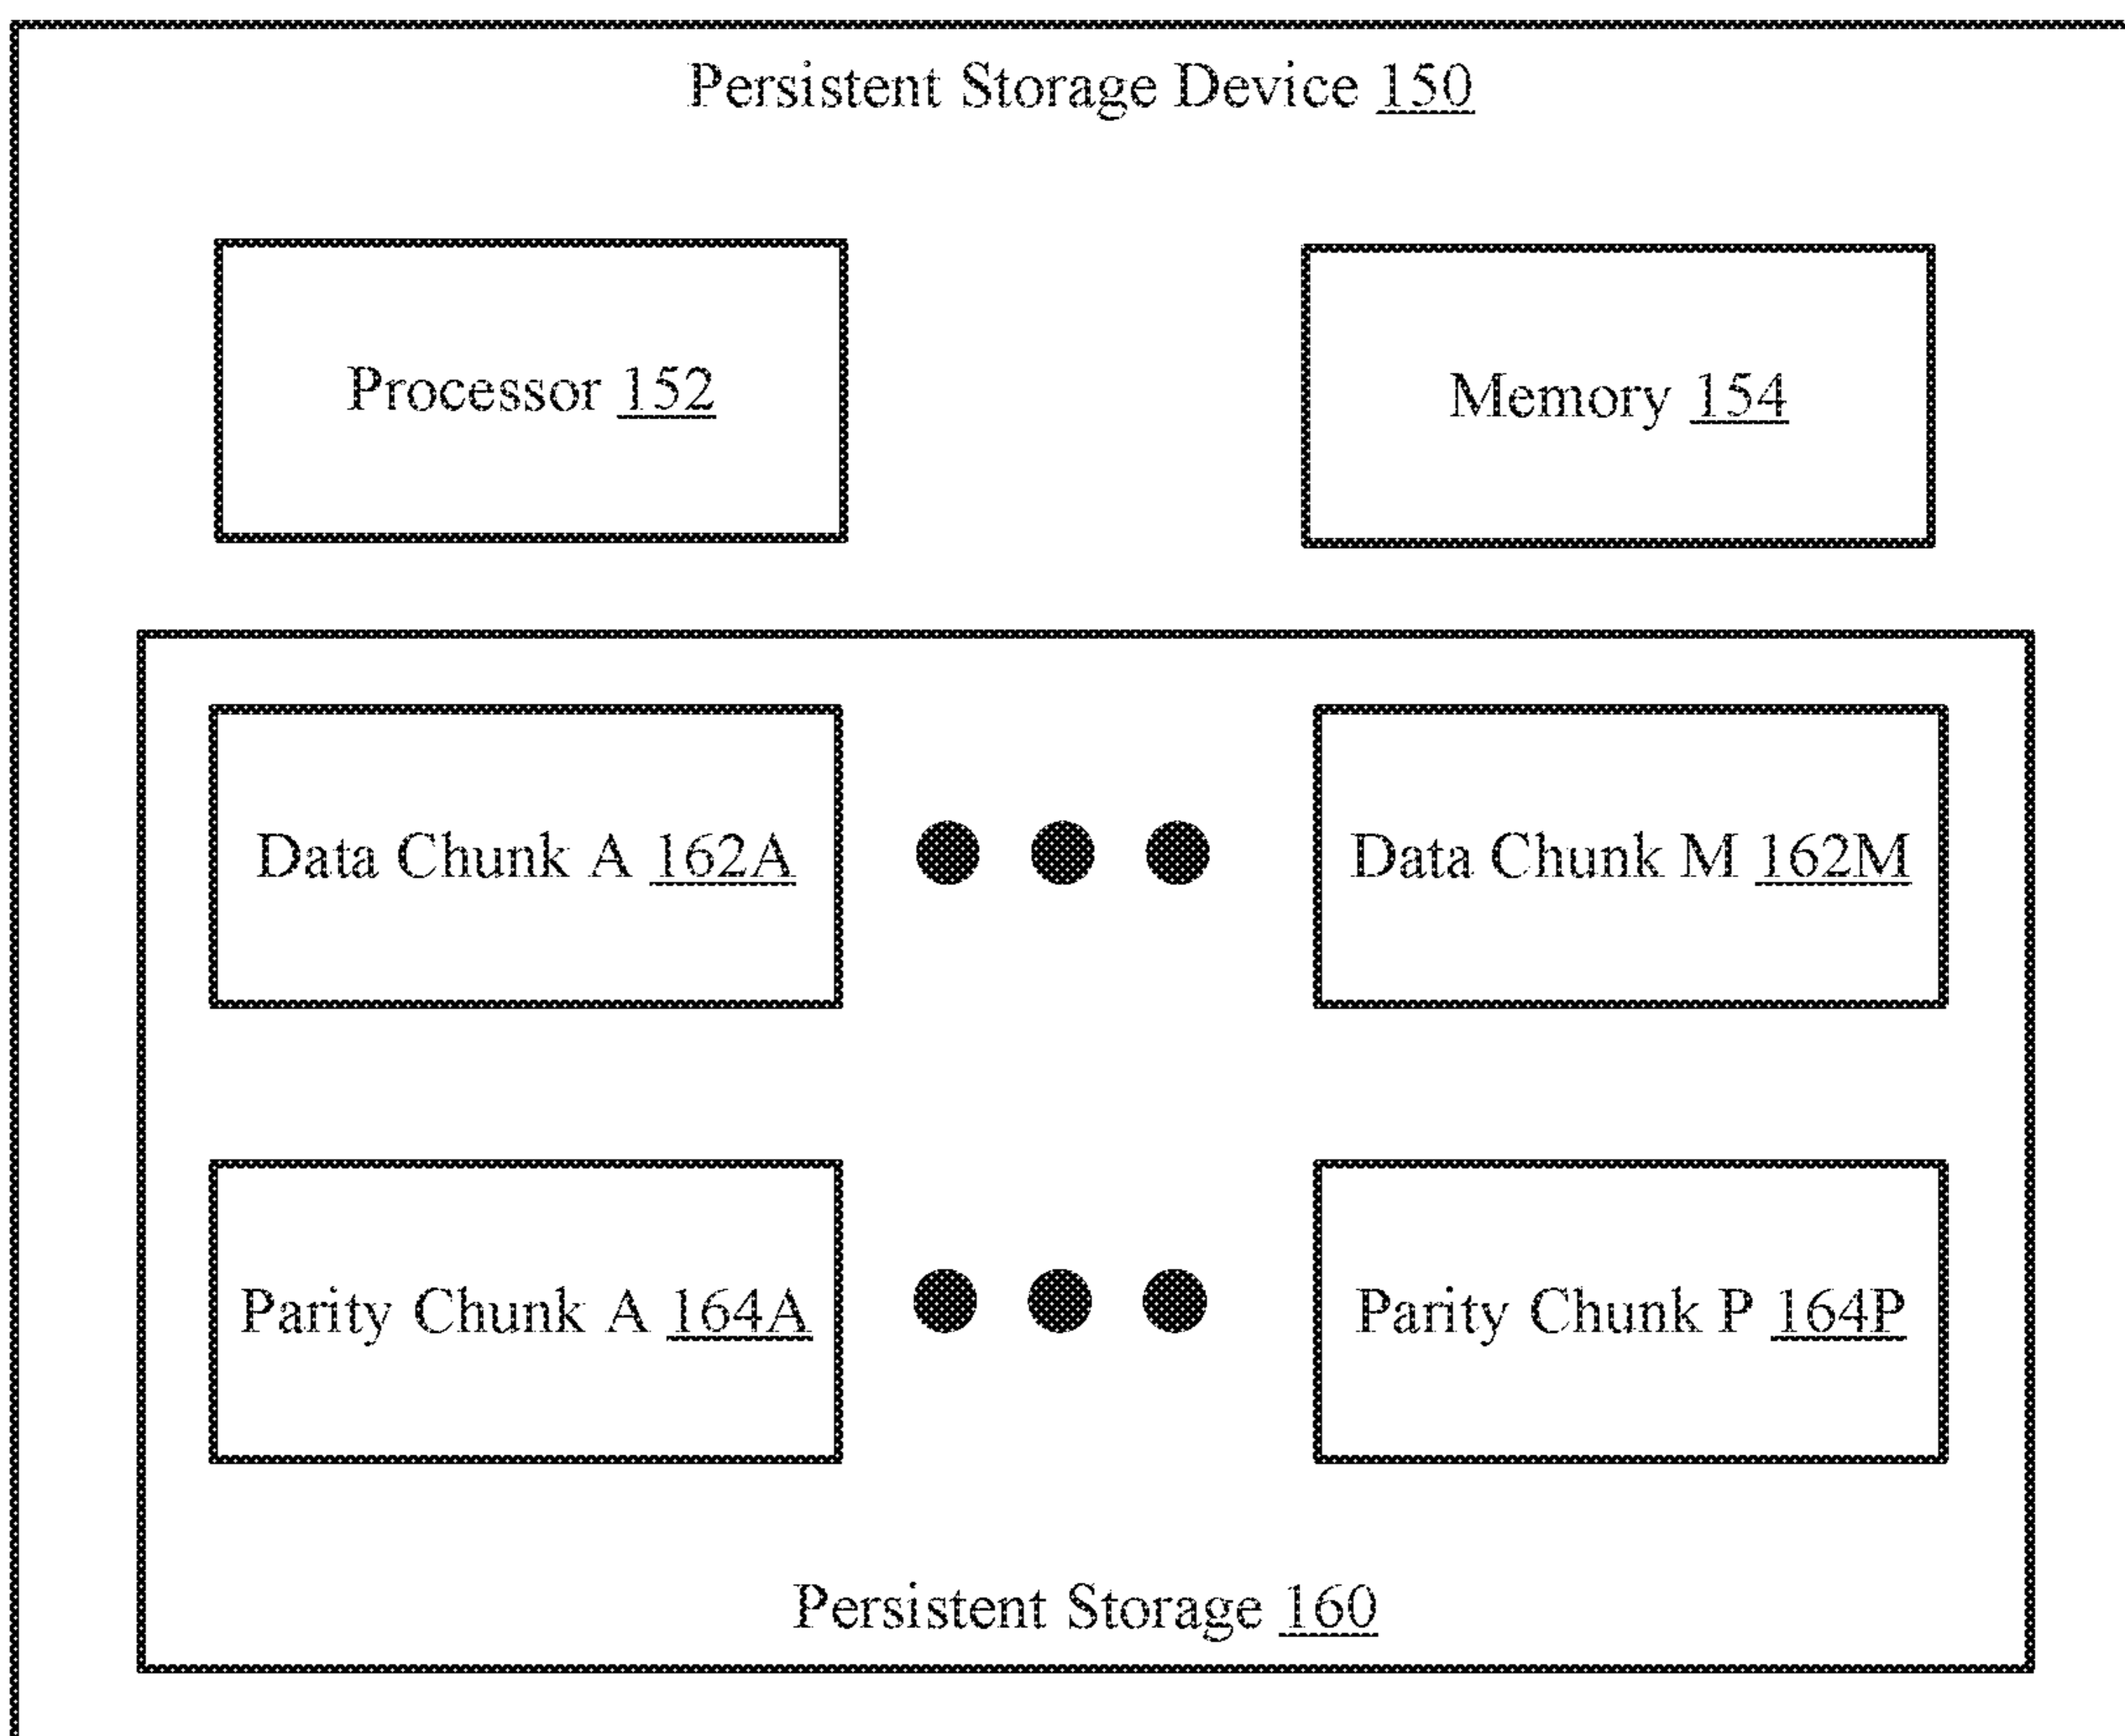 Persistent Storage Device 150
Processor 152
Memory 154
Data Chunk A 162A
Data Chunk M 162M
Parity Chunk A 164A
Parity Chunk P 164P
Persistent Storage 160